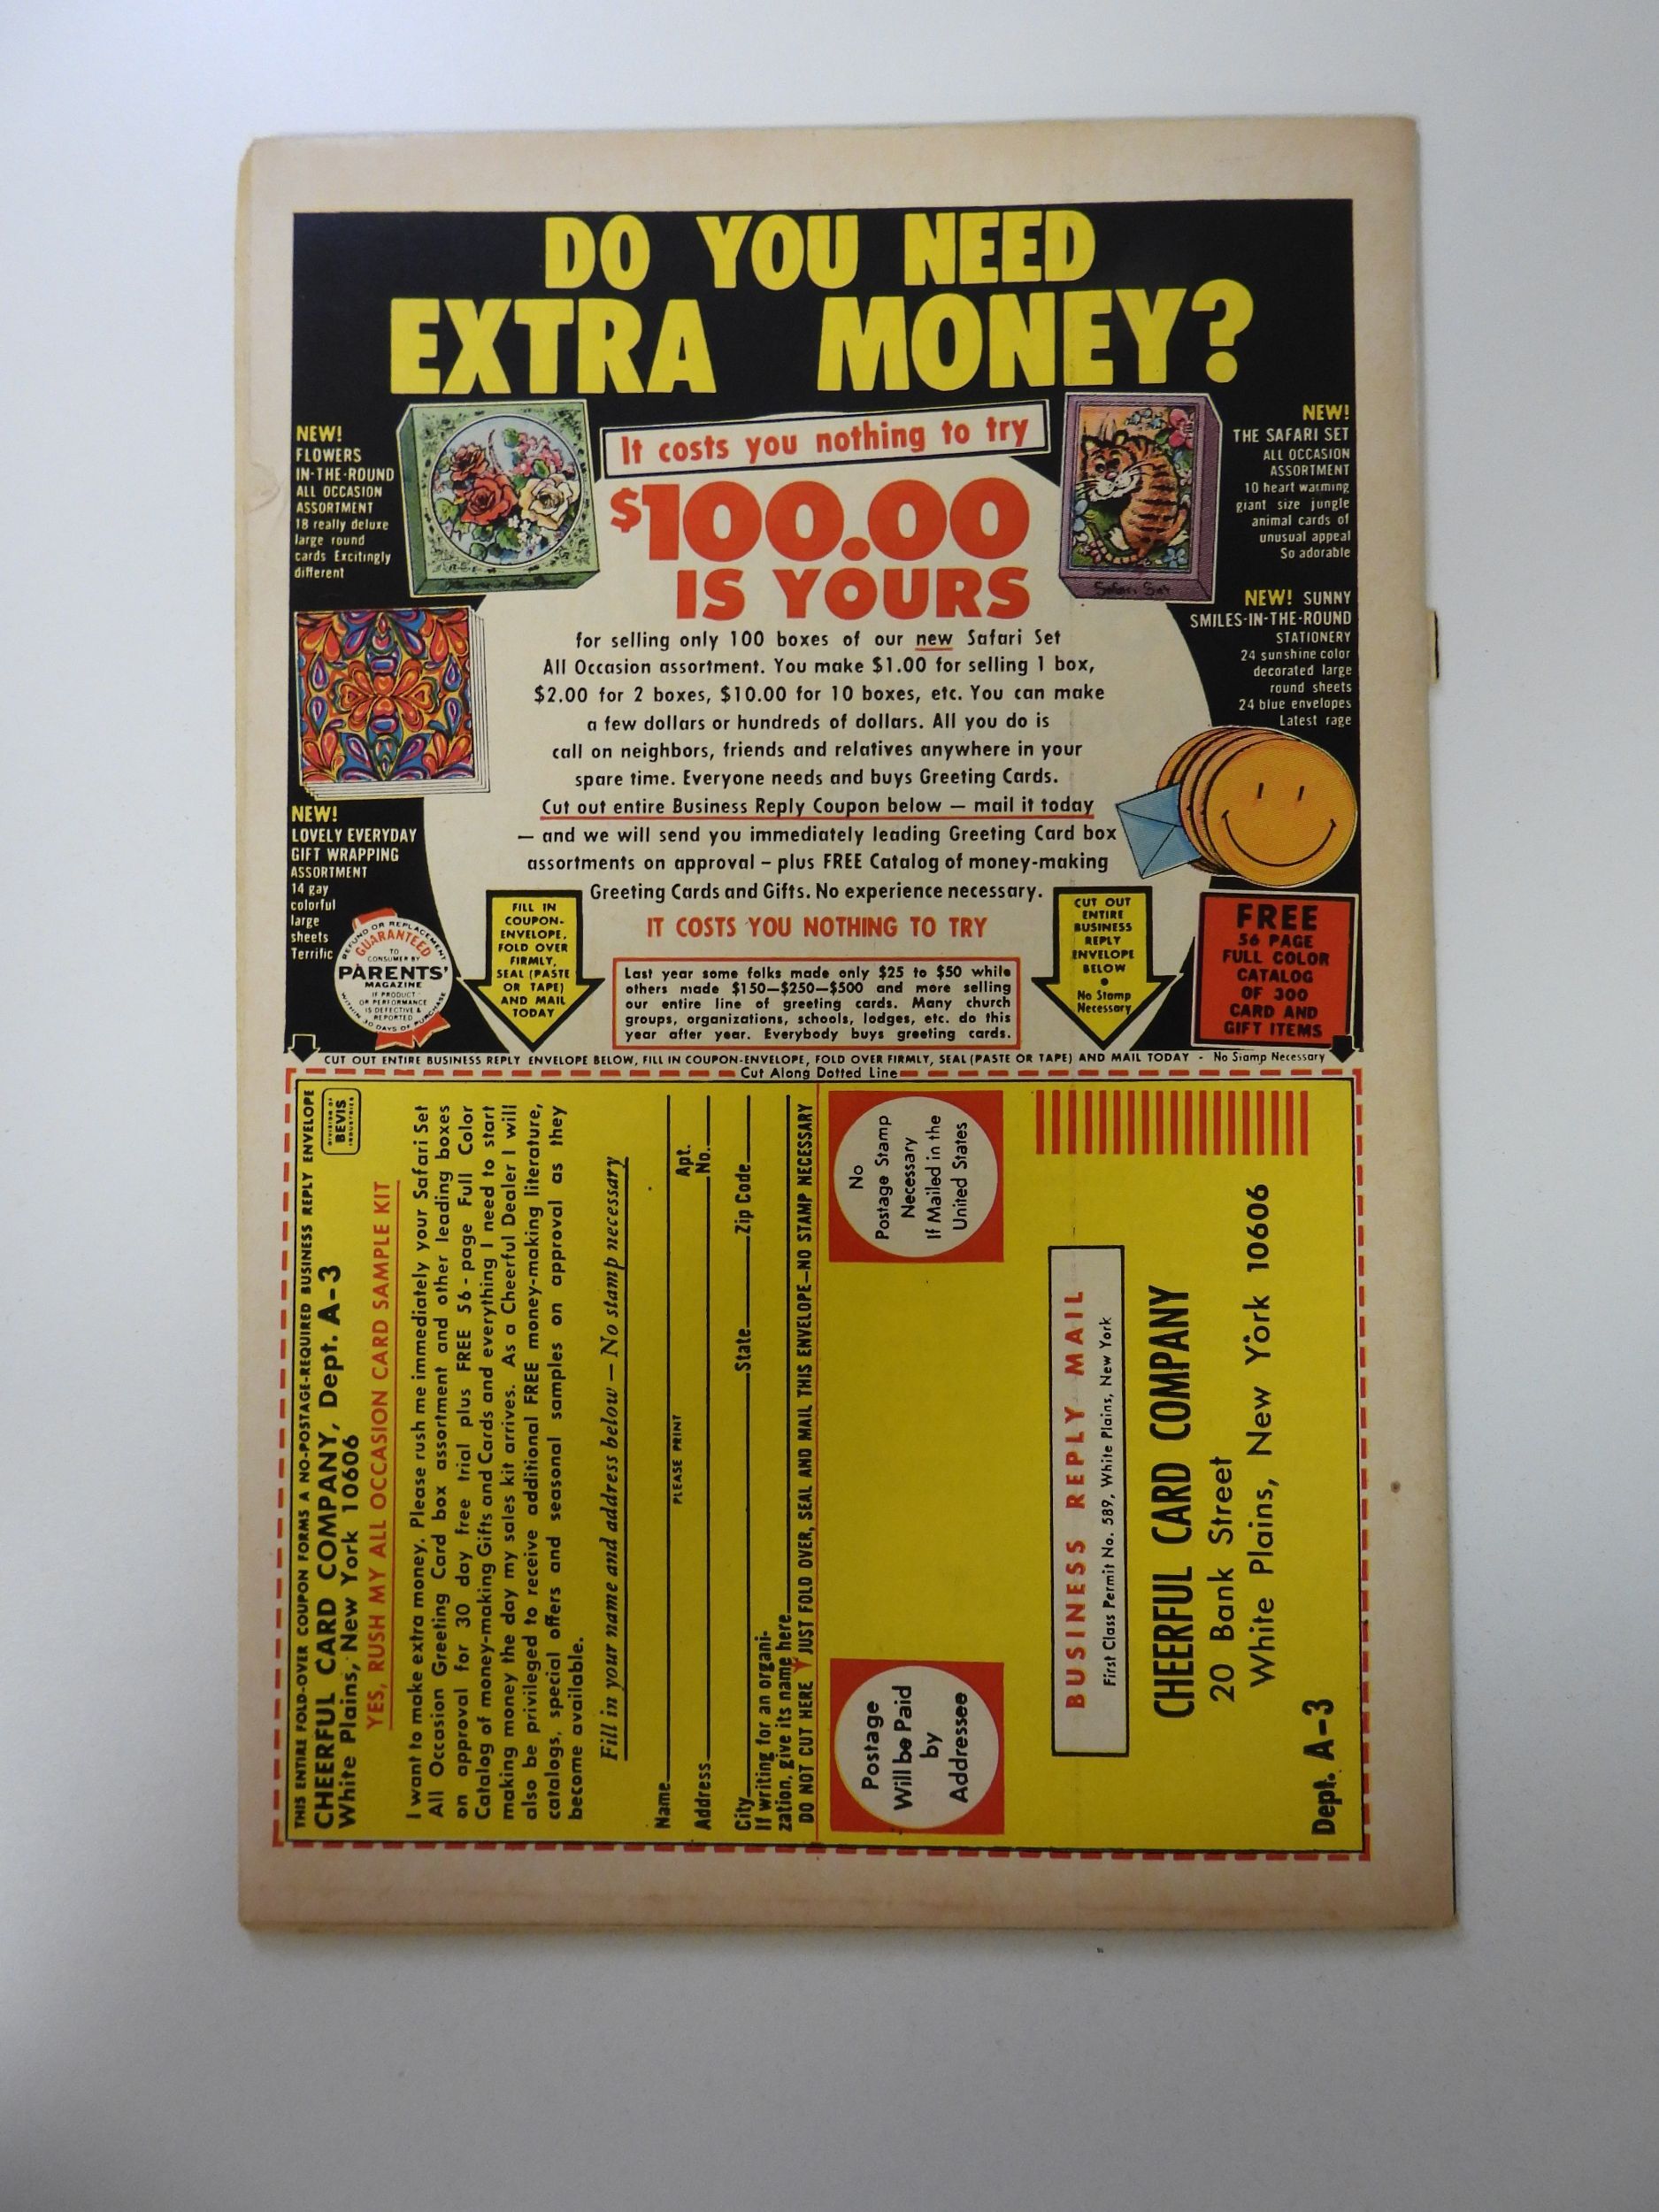 DO YOU NEED
EXTRA MONEY?
NEW!
FLOWERS
IN-THE-ROUND
ALL OCCASION
ASSORTMENT
18 really deluxe
large round
cards Excitingly
different
It costs you nothing to try
NEW!
THE SAFARI SET
ALL OCCASION
ASSORTMENT
10 heart warming
giant size jungle
animal cards of
unusual appeal
So adorable
Safari Set
$100.00
IS YOURS
for selling only 100 boxes of our new Safari Set
All Occasion assortment. You make $1.00 for selling 1 box,
$2.00 for 2 boxes, $10.00 for 10 boxes, etc. You can make
a few dollars or hundreds of dollars. All you do is
call on neighbors, friends and relatives anywhere in your
spare time. Everyone needs and buys Greeting Cards.
Cut out entire Business Reply Coupon below — mail it today
— and we will send you immediately leading Greeting Card box
assortments on approval – plus FREE Catalog of money-making
Greeting Cards and Gifts. No experience necessary.
IT COSTS YOU NOTHING TO TRY
NEW! SUNNY
SMILES-IN-THE-ROUND
STATIONERY
24 sunshine color
decorated large
round sheets
24 blue envelopes
Latest rage
NEW!
LOVELY EVERYDAY
GIFT WRAPPING
ASSORTMENT
14 gay
colorful
large
sheets
Terrific
REFUND OR REPLACEMENT
GUARANTEED
TO
CONSUMER BY
PARENTS'
MAGAZINE
IF PRODUCT
OR PERFORMANCE
IS DEFECTIVE &
REPORTED
WITHIN 30 DAYS OF PURCHASE
FILL IN
COUPON-
ENVELOPE,
FOLD OVER
FIRMLY,
SEAL (PASTE
OR TAPE)
AND MAIL
TODAY
Last year some folks made only $25 to $50 while
others made $150—$250—$500 and more selling
our entire line of greeting cards. Many church
groups, organizations, schools, lodges, etc. do this
year after year. Everybody buys greeting cards.
CUT OUT
ENTIRE
BUSINESS
REPLY
ENVELOPE
BELOW
•
No Stamp
Necessary
FREE
56 PAGE
FULL COLOR
CATALOG
OF 300
CARD AND
GIFT ITEMS
CUT OUT ENTIRE BUSINESS REPLY ENVELOPE BELOW, FILL IN COUPON-ENVELOPE, FOLD OVER FIRMLY, SEAL (PASTE OR TAPE) AND MAIL TODAY - No Stamp Necessary
Cut Along Dotted Line
THIS ENTIRE FOLD-OVER COUPON FORMS A NO-POSTAGE-REQUIRED BUSINESS REPLY ENVELOPE
CHEERFUL CARD COMPANY, Dept. A-3
White Plains, New York 10606
DIVISION OF
BEVIS
INDUSTRIES
YES, RUSH MY ALL OCCASION CARD SAMPLE KIT
I want to make extra money. Please rush me immediately your Safari Set
All Occasion Greeting Card box assortment and other leading boxes
on approval for 30 day free trial plus FREE 56-page Full Color
Catalog of money-making Gifts and Cards and everything I need to start
making money the day my sales kit arrives. As a Cheerful Dealer I will
also be privileged to receive additional FREE money-making literature,
catalogs, special offers and seasonal samples on approval as they
become available.
Fill in your name and address below — No stamp necessary
Name
PLEASE PRINT
Address Apt. No.
City State Zip Code
If writing for an organi-
zation, give its name here
DO NOT CUT HERE JUST FOLD OVER, SEAL AND MAIL THIS ENVELOPE—NO STAMP NECESSARY
Postage
Will be Paid
by
Addressee
No
Postage Stamp
Necessary
If Mailed in the
United States
BUSINESS REPLY MAIL
First Class Permit No. 589, White Plains, New York
CHEERFUL CARD COMPANY
20 Bank Street
White Plains, New York 10606
Dept. A-3